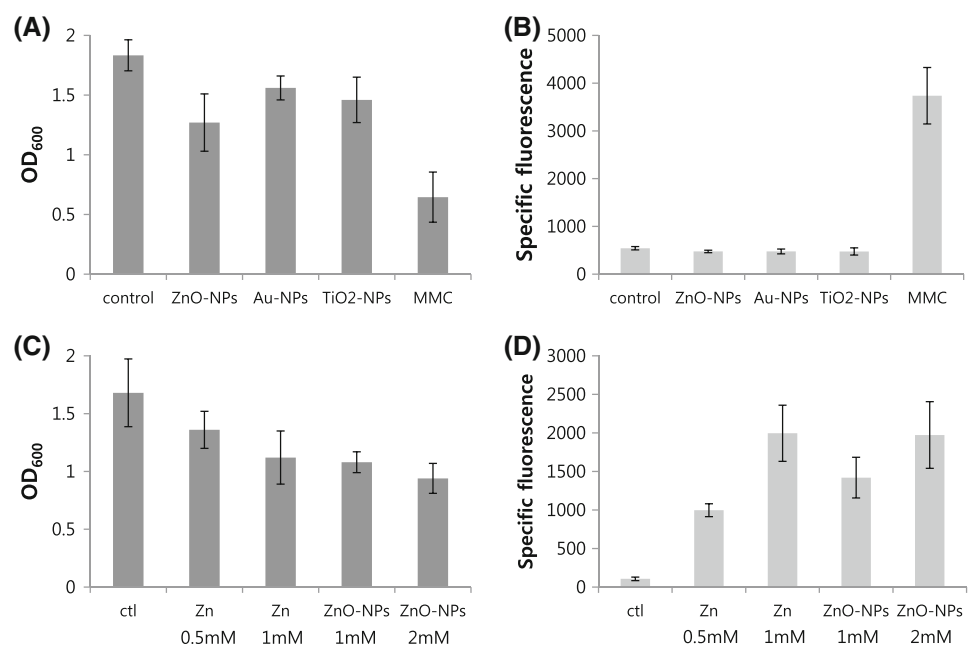 (A)
OD600
2
1.5
1
0.5
0
control ZnO-NPs Au-NPs TiO2-NPs MMC
(B)
Specific fluorescence
5000
4000
3000
2000
1000
0
control ZnO-NPs Au-NPs TiO2-NPs MMC
(C)
OD600
2
1.5
1
0.5
0
ctl Zn Zn ZnO-NPs ZnO-NPs
0.5mM 1mM 1mM 2mM
(D)
Specific fluorescence
3000
2500
2000
1500
1000
500
0
ctl Zn Zn ZnO-NPs ZnO-NPs
0.5mM 1mM 1mM 2mM